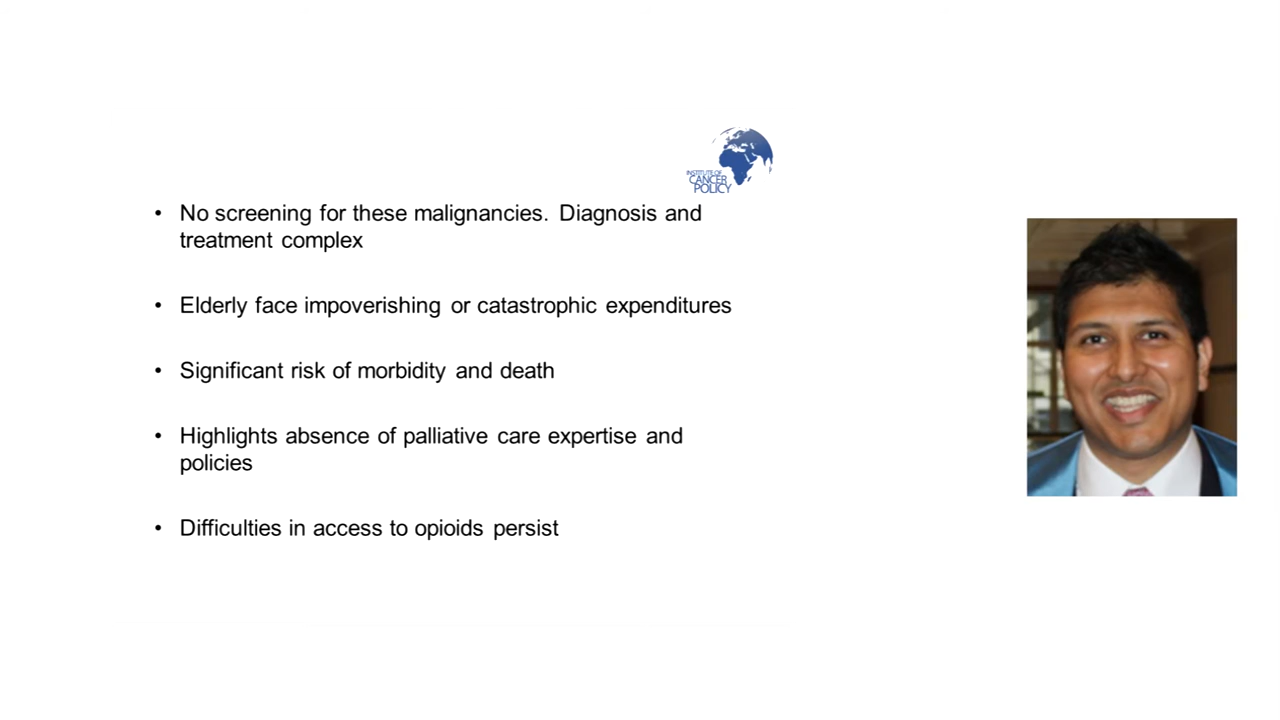 INSTITUTE OF
CANCER
POLICY
• No screening for these malignancies. Diagnosis and
treatment complex
• Elderly face impoverishing or catastrophic expenditures
• Significant risk of morbidity and death
• Highlights absence of palliative care expertise and
policies
• Difficulties in access to opioids persist